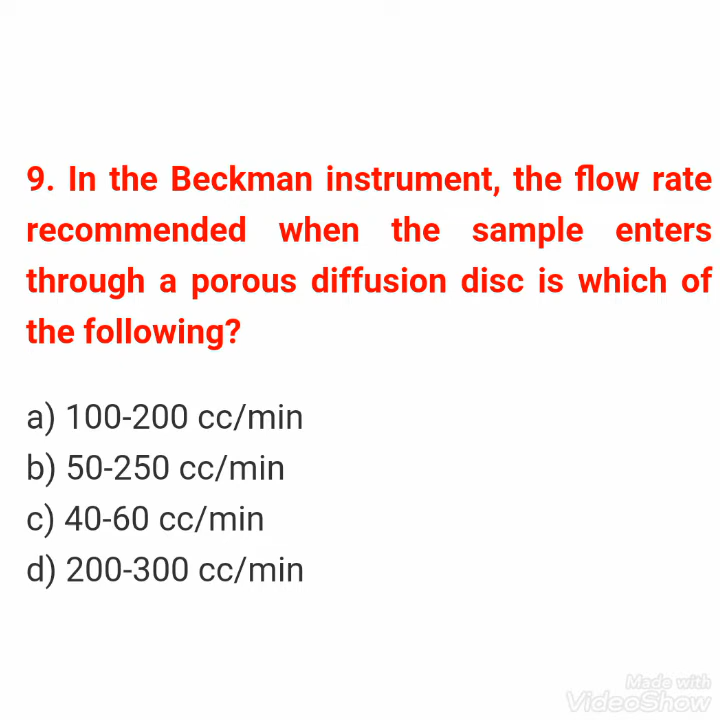 9. In the Beckman instrument, the flow rate
recommended when the sample enters
through a porous diffusion disc is which of
the following?
a) 100-200 cc/min
b) 50-250 cc/min
c) 40-60 cc/min
d) 200-300 cc/min
Made with
VideoShow